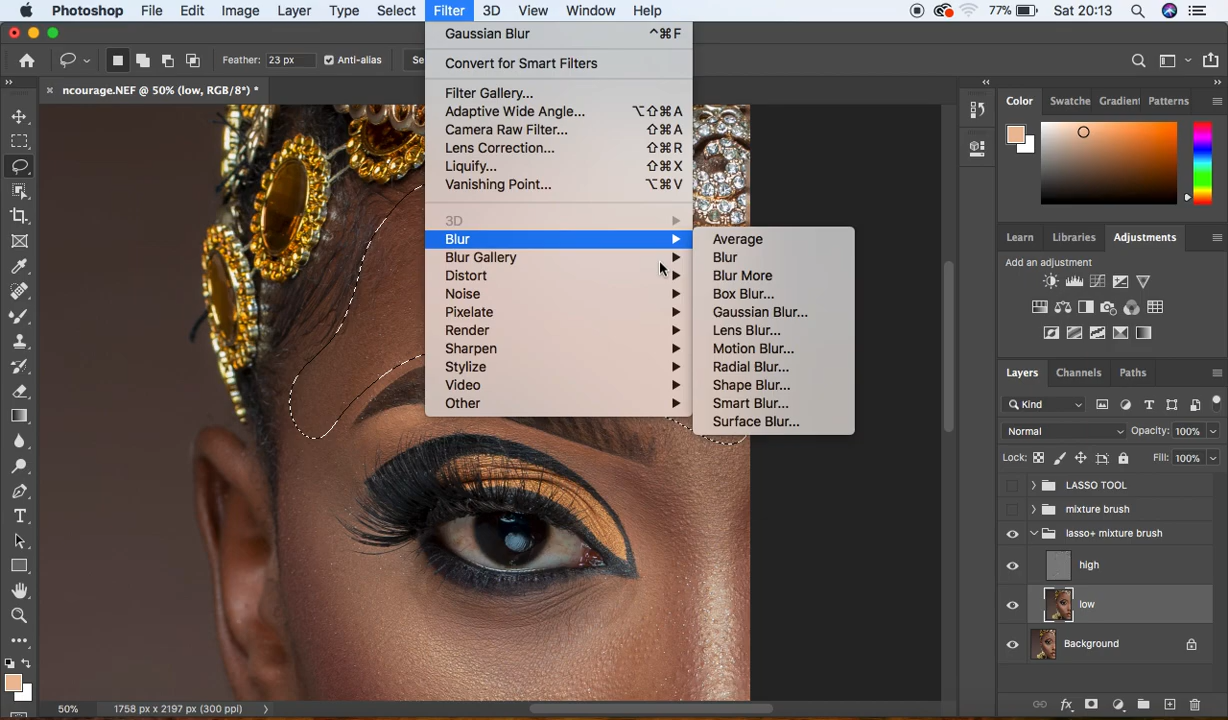 Photoshop File Edit Image Layer Type Select Filter 3D View Window Help 77% Sat 20:13
Feather: 23 px Anti-alias Se
ncourage.NEF @ 50% (low, RGB/8*) *
Gaussian Blur ^⌘F
Convert for Smart Filters
Filter Gallery...
Adaptive Wide Angle... ⌥⇧⌘A
Camera Raw Filter... ⇧⌘A
Lens Correction... ⇧⌘R
Liquify... ⇧⌘X
Vanishing Point... ⌥⌘V
3D
Blur
Blur Gallery
Distort
Noise
Pixelate
Render
Sharpen
Stylize
Video
Other
Average
Blur
Blur More
Box Blur...
Gaussian Blur...
Lens Blur...
Motion Blur...
Radial Blur...
Shape Blur...
Smart Blur...
Surface Blur...
Color Swatche Gradient Patterns
Learn Libraries Adjustments
Add an adjustment
Layers Channels Paths
Kind
Normal Opacity: 100%
Lock: Fill: 100%
LASSO TOOL
mixture brush
lasso+ mixture brush
high
low
Background
fx
50% 1758 px x 2197 px (300 ppi)